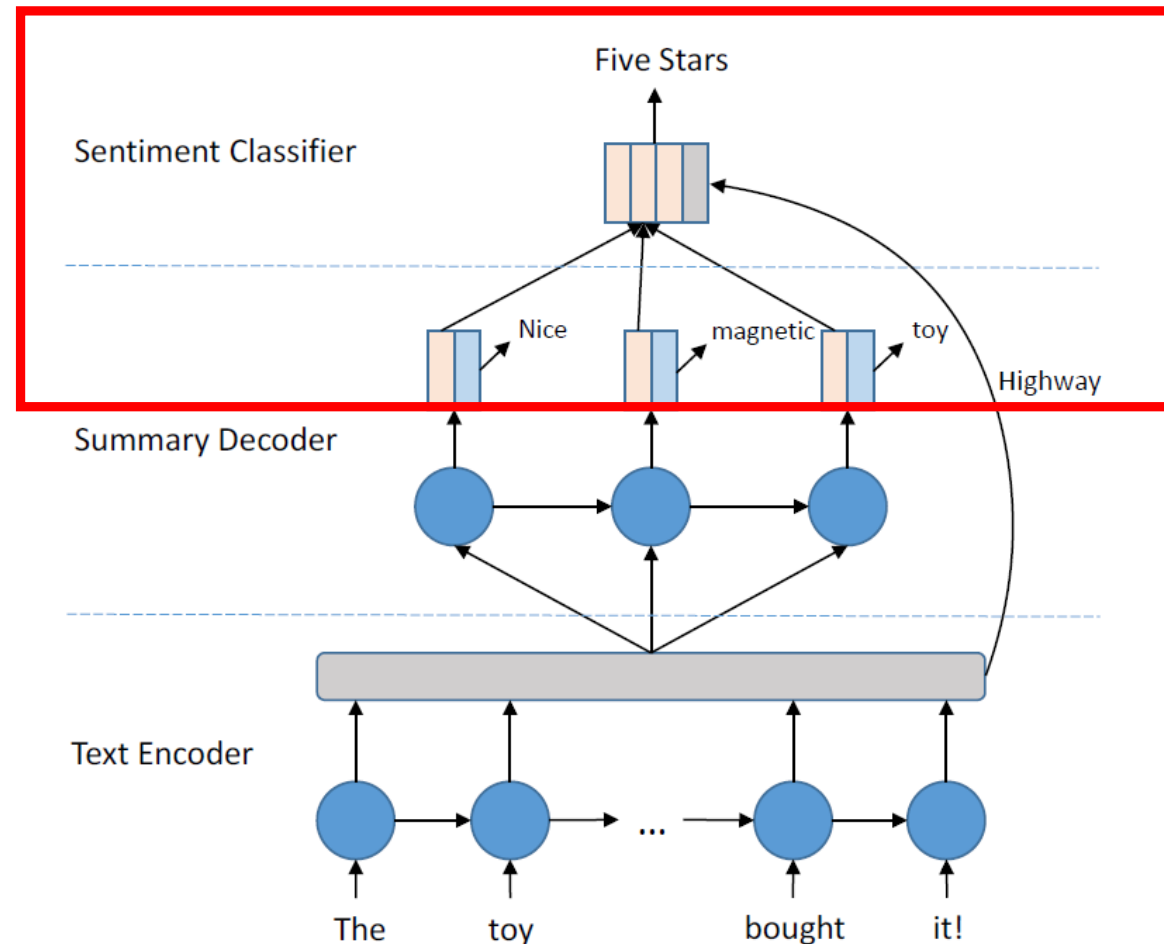 Five Stars
Sentiment Classifier
Nice
magnetic
toy
Highway
Summary Decoder
Text Encoder
...
The toy bought it!